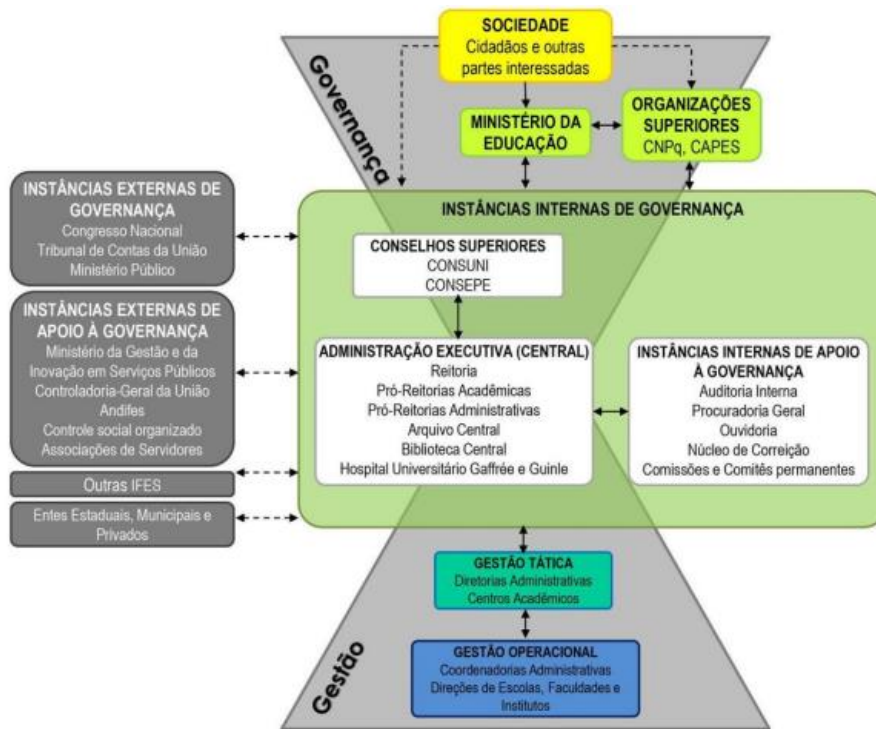 SOCIEDADE
Cidadãos e outras
partes interessadas
Governança
MINISTÉRIO DA
EDUCAÇÃO
ORGANIZAÇÕES
SUPERIORES
CNPq, CAPES
INSTÂNCIAS EXTERNAS DE
GOVERNANÇA
Congresso Nacional
Tribunal de Contas da União
Ministério Público
INSTÂNCIAS EXTERNAS DE
APOIO À GOVERNANÇA
Ministério da Gestão e da
Inovação em Serviços Públicos
Controladoria-Geral da União
Andifes
Controle social organizado
Associações de Servidores
Outras IFES
Entes Estaduais, Municipais e
Privados
INSTÂNCIAS INTERNAS DE GOVERNANÇA
CONSELHOS SUPERIORES
CONSUNI
CONSEPE
ADMINISTRAÇÃO EXECUTIVA (CENTRAL)
Reitoria
Pró-Reitorias Acadêmicas
Pró-Reitorias Administrativas
Arquivo Central
Biblioteca Central
Hospital Universitário Gaffrée e Guinle
INSTÂNCIAS INTERNAS DE APOIO
À GOVERNANÇA
Auditoria Interna
Procuradoria Geral
Ouvidoria
Núcleo de Correição
Comissões e Comitês permanentes
GESTÃO TÁTICA
Diretorias Administrativas
Centros Acadêmicos
GESTÃO OPERACIONAL
Coordenadorias Administrativas
Direções de Escolas, Faculdades e
Institutos
Gestão